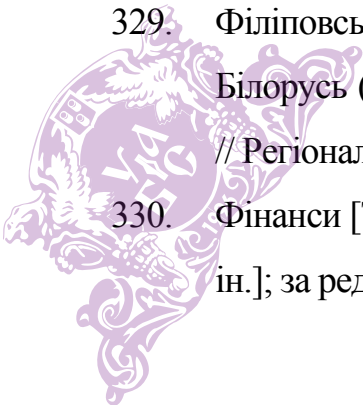 329. Філіповсь
Білорусь (
// Регіонал
330. Фінанси [
ін.]; за ред